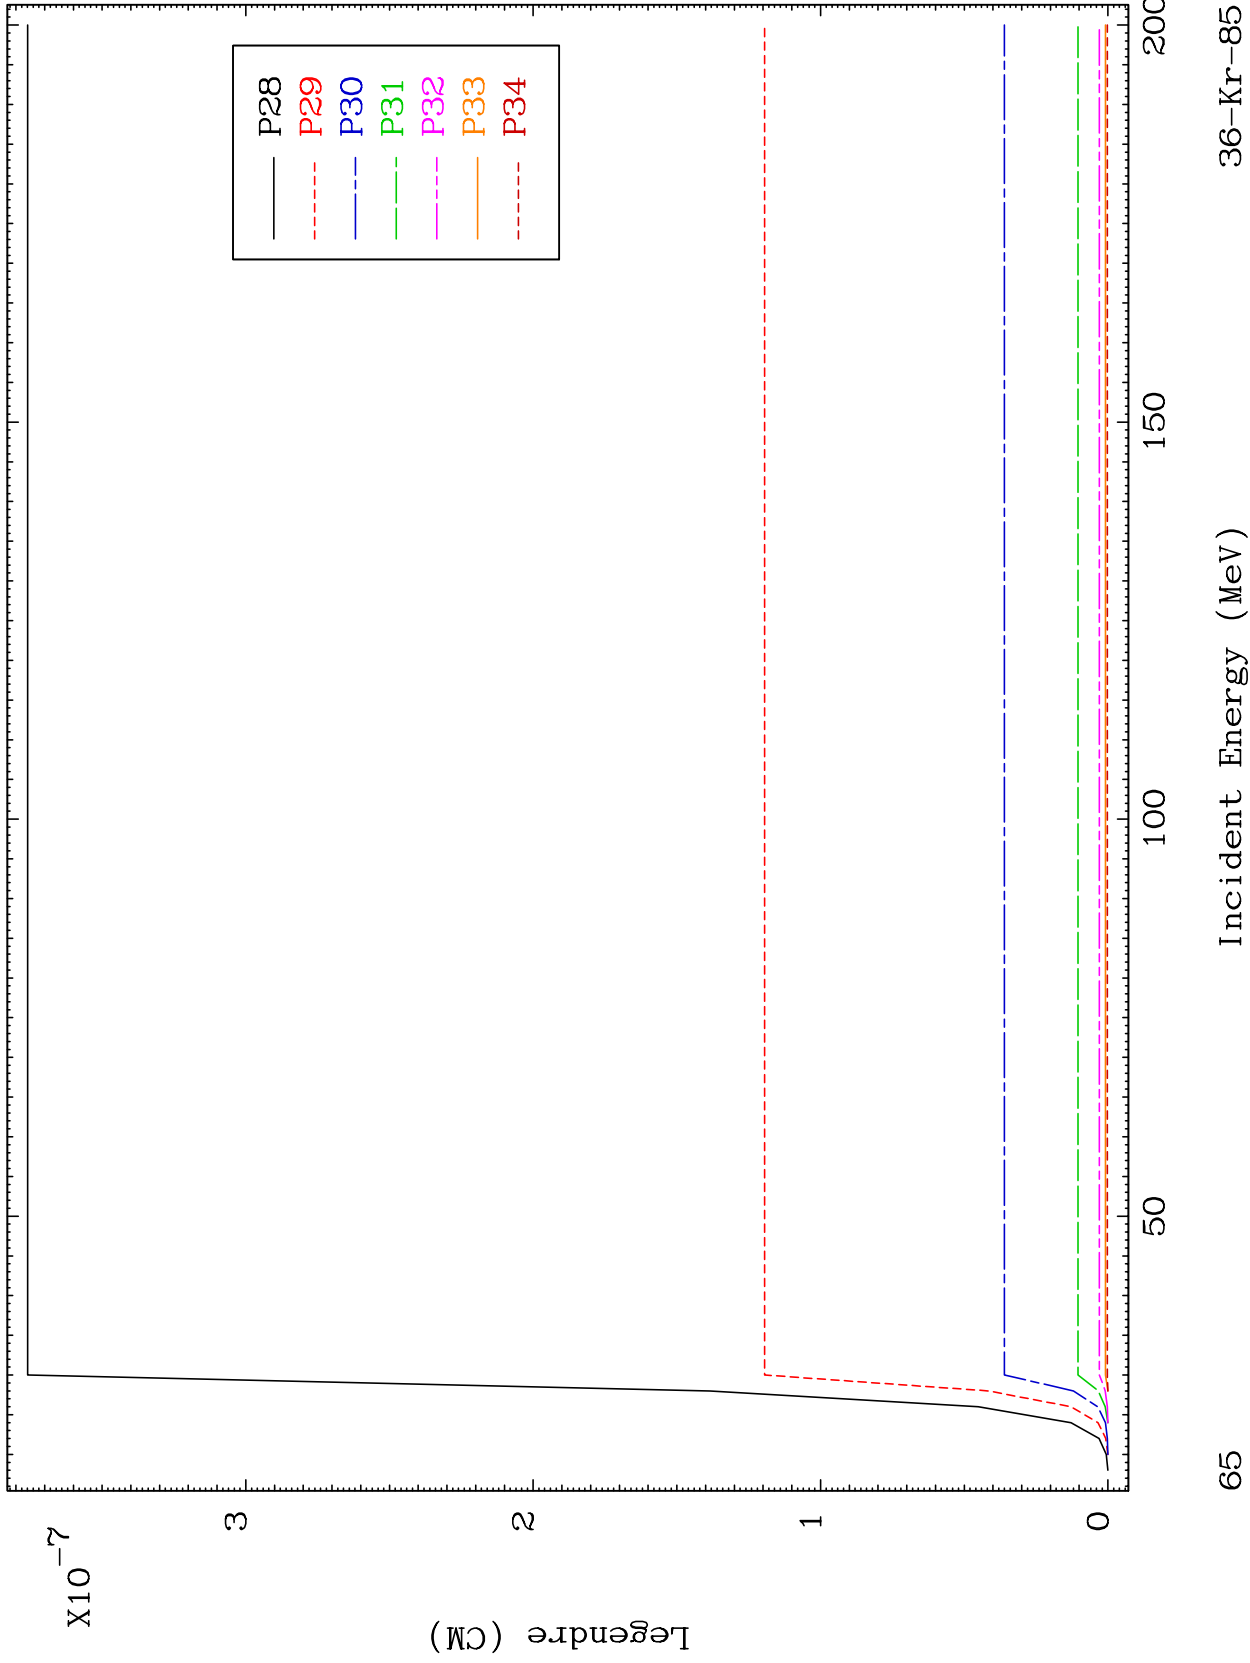 X10-7
Legendre (CM)
3
2
1
0
P28
P29
P30
P31
P32
P33
P34
50
100
150
200
Incident Energy (MeV)
65
36-Kr-85